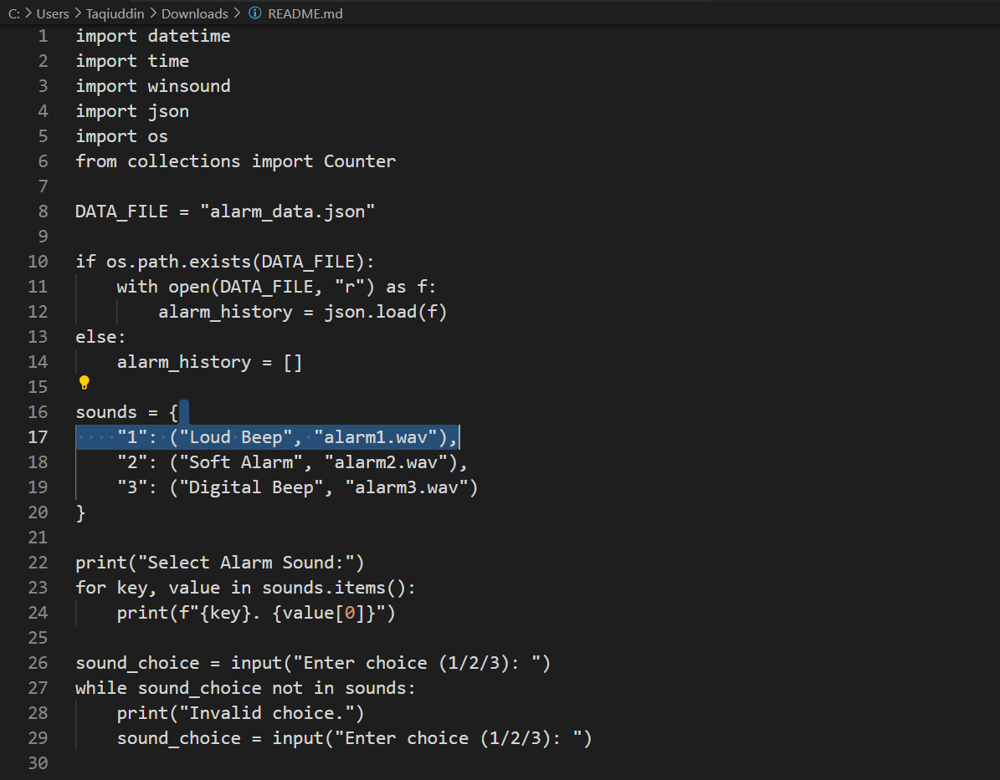 C: > Users > Taqiuddin > Downloads > README.md
1 import datetime
2 import time
3 import winsound
4 import json
5 import os
6 from collections import Counter
7
8 DATA_FILE = "alarm_data.json"
9
10 if os.path.exists(DATA_FILE):
11     with open(DATA_FILE, "r") as f:
12         alarm_history = json.load(f)
13 else:
14     alarm_history = []
15
16 sounds = {
17     "1": ("Loud Beep", "alarm1.wav"),
18     "2": ("Soft Alarm", "alarm2.wav"),
19     "3": ("Digital Beep", "alarm3.wav")
20 }
21
22 print("Select Alarm Sound:")
23 for key, value in sounds.items():
24     print(f"{key}. {value[0]}")
25
26 sound_choice = input("Enter choice (1/2/3): ")
27 while sound_choice not in sounds:
28     print("Invalid choice.")
29     sound_choice = input("Enter choice (1/2/3): ")
30